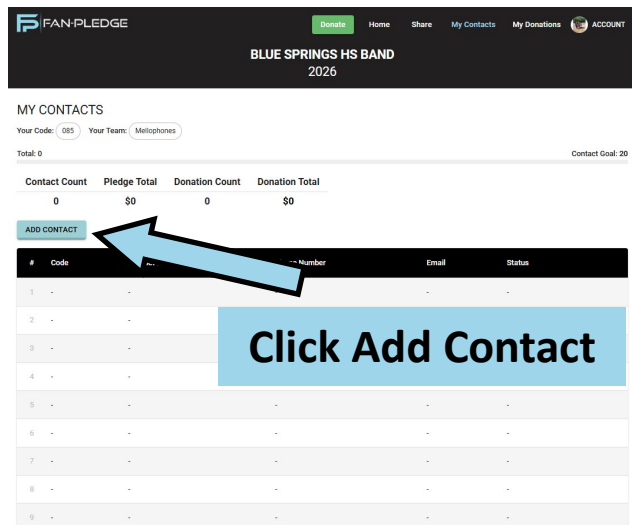 FP FAN-PLEDGE
Donate Home Share My Contacts My Donations ACCOUNT
BLUE SPRINGS HS BAND
2026
MY CONTACTS
Your Code: 085 Your Team: Mellophones
Total: 0 Contact Goal: 20
Contact Count Pledge Total Donation Count Donation Total
0 $0 0 $0
ADD CONTACT
# Code Number Email Status
1 - - - - -
2 - - - -
Click Add Contact
3 - -
4 - -
5 - - - - -
6 - - - - -
7 - - - - -
8 - - - - -
9 - - - - -